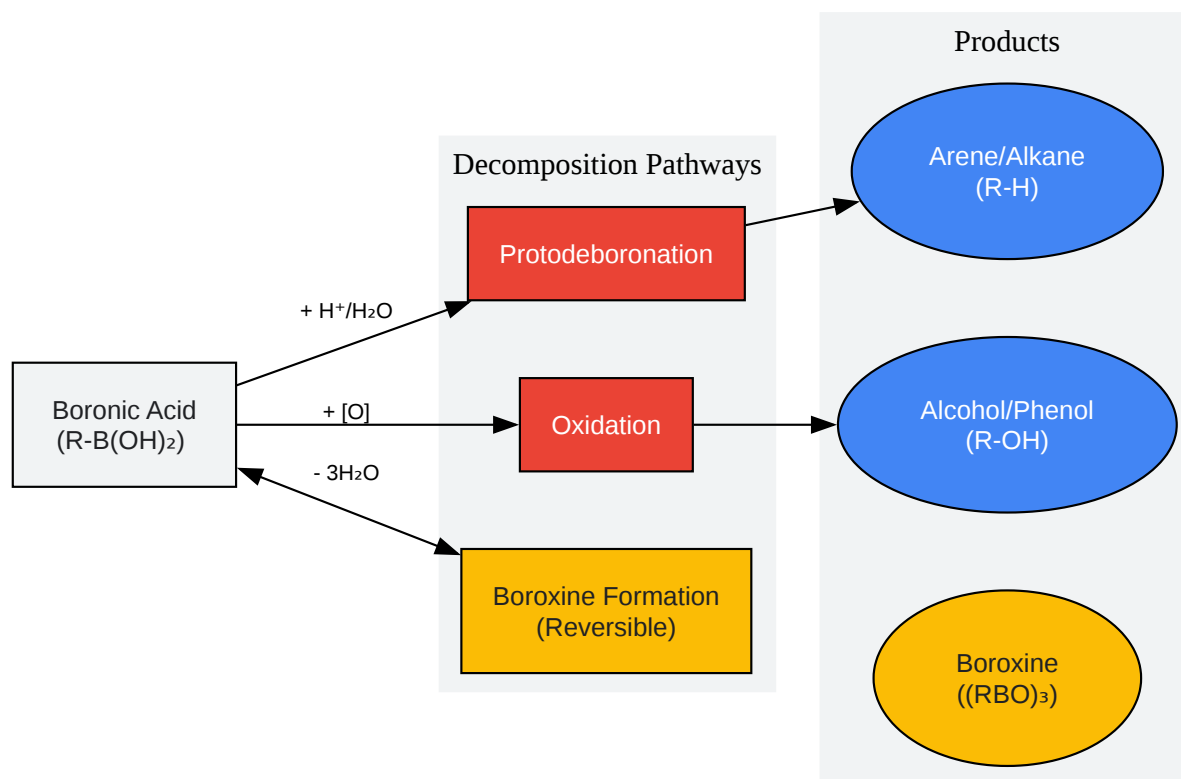 Products
Arene/Alkane
(R-H)
Decomposition Pathways
Protodeboronation
+ H⁺/H₂O
Boronic Acid
(R-B(OH)₂)
+ [O]
Oxidation
Alcohol/Phenol
(R-OH)
- 3H₂O
Boroxine Formation
(Reversible)
Boroxine
((RBO)₃)